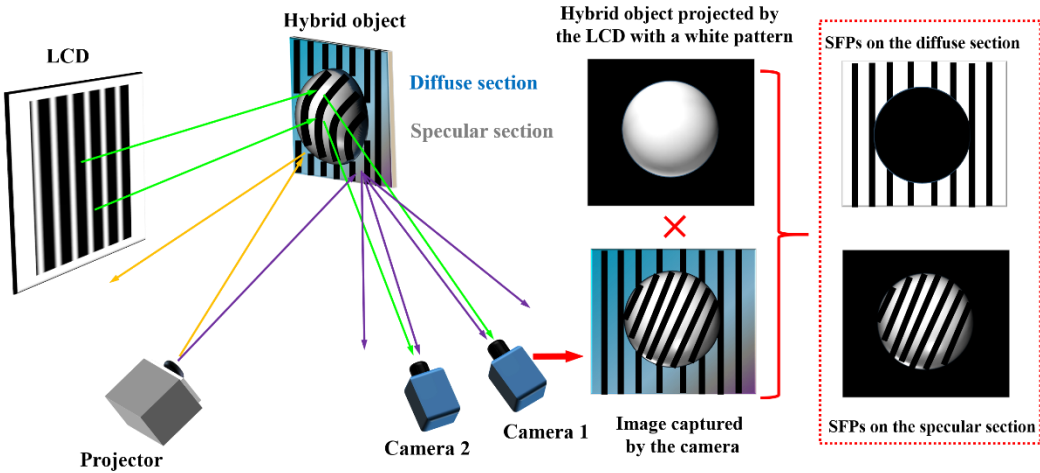 LCD
Hybrid object
Diffuse section
Specular section
Projector
Camera 2
Camera 1
Hybrid object projected by
the LCD with a white pattern
Image captured
by the camera
SFPs on the diffuse section
SFPs on the specular section